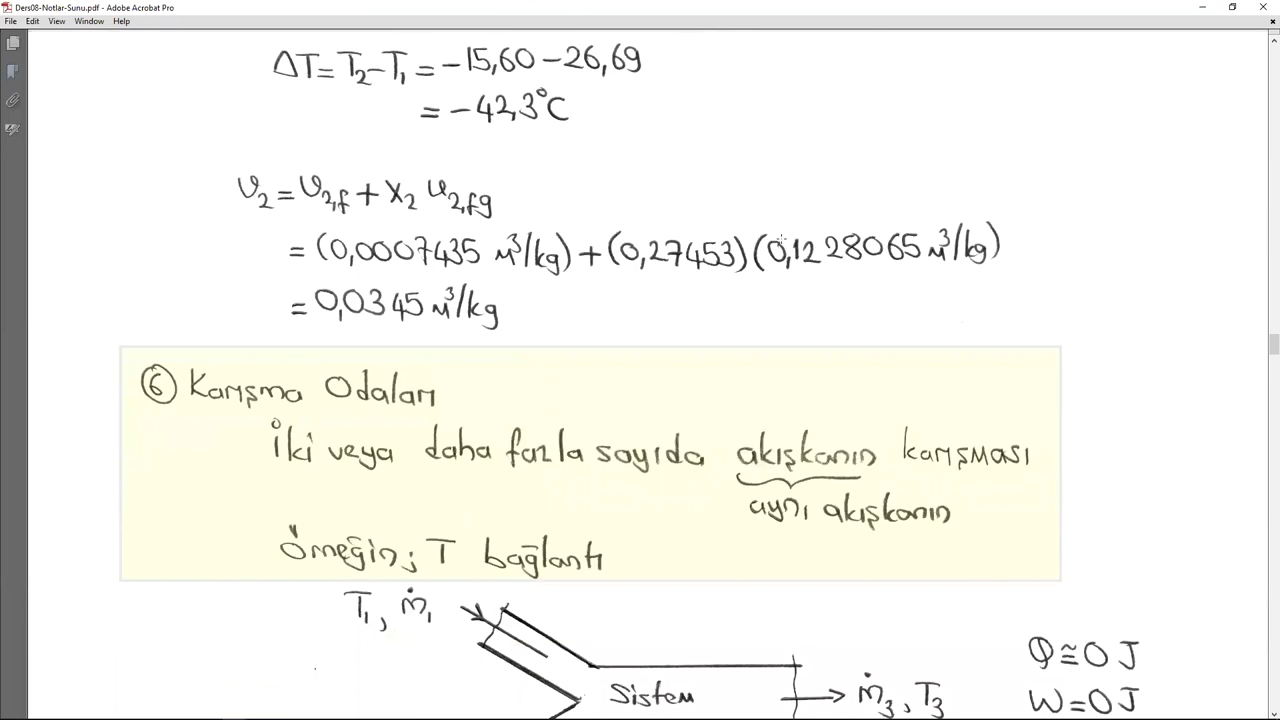 Ders08-Notlar-Sunu.pdf - Adobe Acrobat Pro
File Edit View Window Help
ΔT = T₂ - T₁ = -15,60 - 26,69
= -42,3°C
υ₂ = υ₂,f + x₂ υ₂,fg
= (0,0007435 m³/kg) + (0,27453) (0,1228065 m³/kg)
= 0,0345 m³/kg
⑥ Karışma Odaları
İki veya daha fazla sayıda akışkanın karışması
aynı akışkanın
Örneğin; T bağlantı
T₁, ṁ₁
Q ≅ 0 J
Sistem
ṁ₃, T₃
W = 0 J